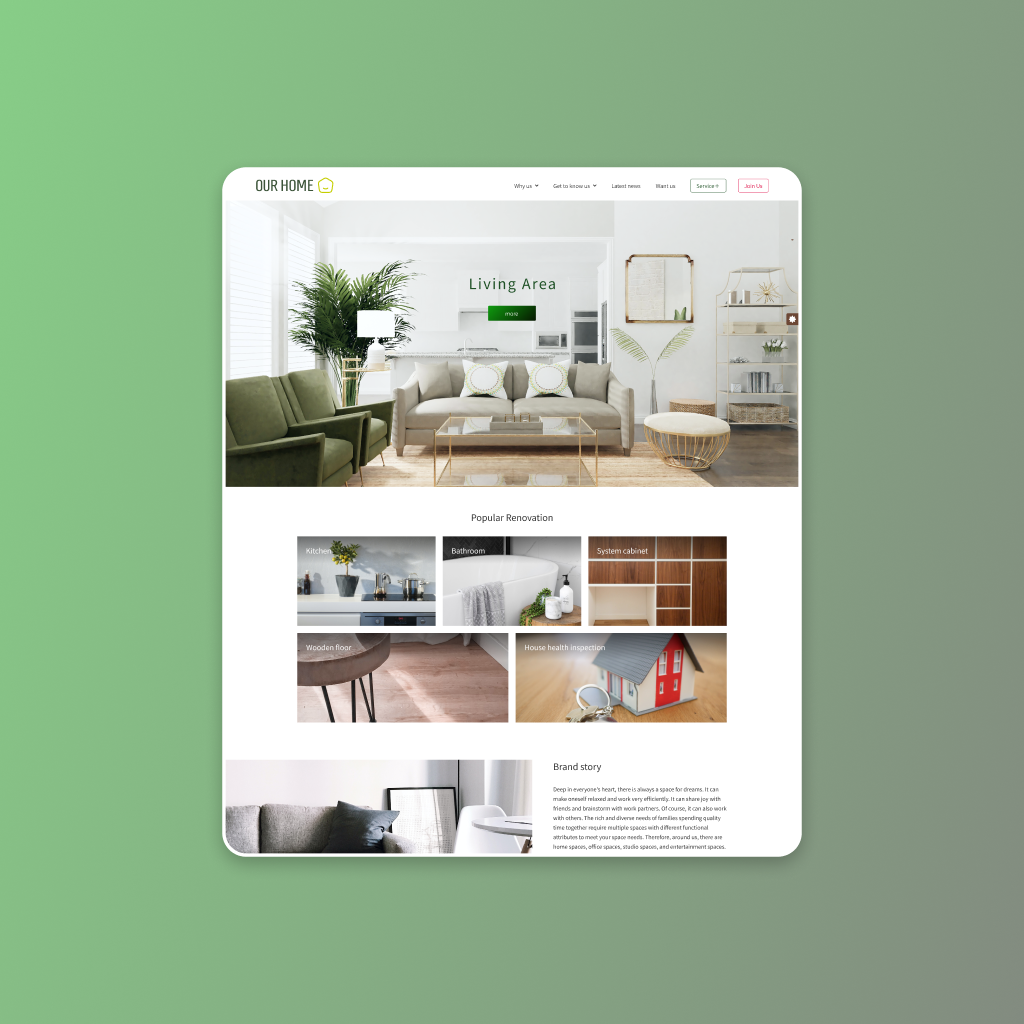 OUR HOME
Why us
Get to know us
Latest news
Want us
Service+
Join Us
Living Area
more
Popular Renovation
Kitchen
Bathroom
System cabinet
Wooden floor
House health inspection
Brand story
Deep in everyone's heart, there is always a space for dreams. It can
make oneself relaxed and work very efficiently. It can share joy with
friends and brainstorm with work partners. Of course, it can also work
with others. The rich and diverse needs of families spending quality
time together require multiple spaces with different functional
attributes to meet your space needs. Therefore, around us, there are
home spaces, office spaces, studio spaces, and entertainment spaces.